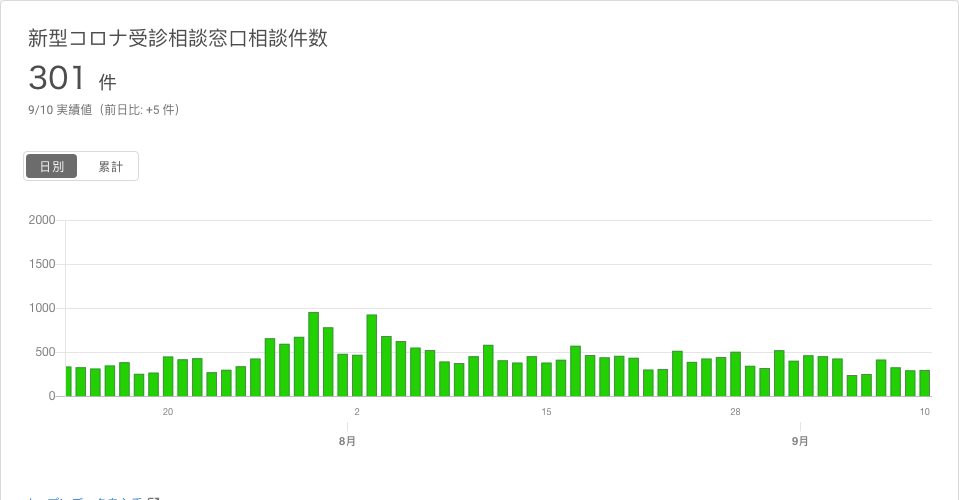 新型コロナ受診相談窓口相談件数
301 件
9/10 実績値（前日比: +5 件）
日別 累計
2000
1500
1000
500
0
20 2 15 28 10
8月 9月